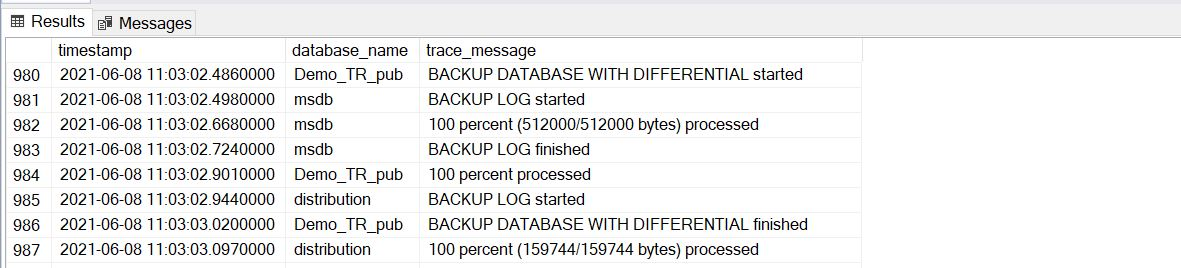 Results Messages
timestamp database_name trace_message
980 2021-06-08 11:03:02.4860000 Demo_TR_pub BACKUP DATABASE WITH DIFFERENTIAL started
981 2021-06-08 11:03:02.4980000 msdb BACKUP LOG started
982 2021-06-08 11:03:02.6680000 msdb 100 percent (512000/512000 bytes) processed
983 2021-06-08 11:03:02.7240000 msdb BACKUP LOG finished
984 2021-06-08 11:03:02.9010000 Demo_TR_pub 100 percent processed
985 2021-06-08 11:03:02.9440000 distribution BACKUP LOG started
986 2021-06-08 11:03:03.0200000 Demo_TR_pub BACKUP DATABASE WITH DIFFERENTIAL finished
987 2021-06-08 11:03:03.0970000 distribution 100 percent (159744/159744 bytes) processed